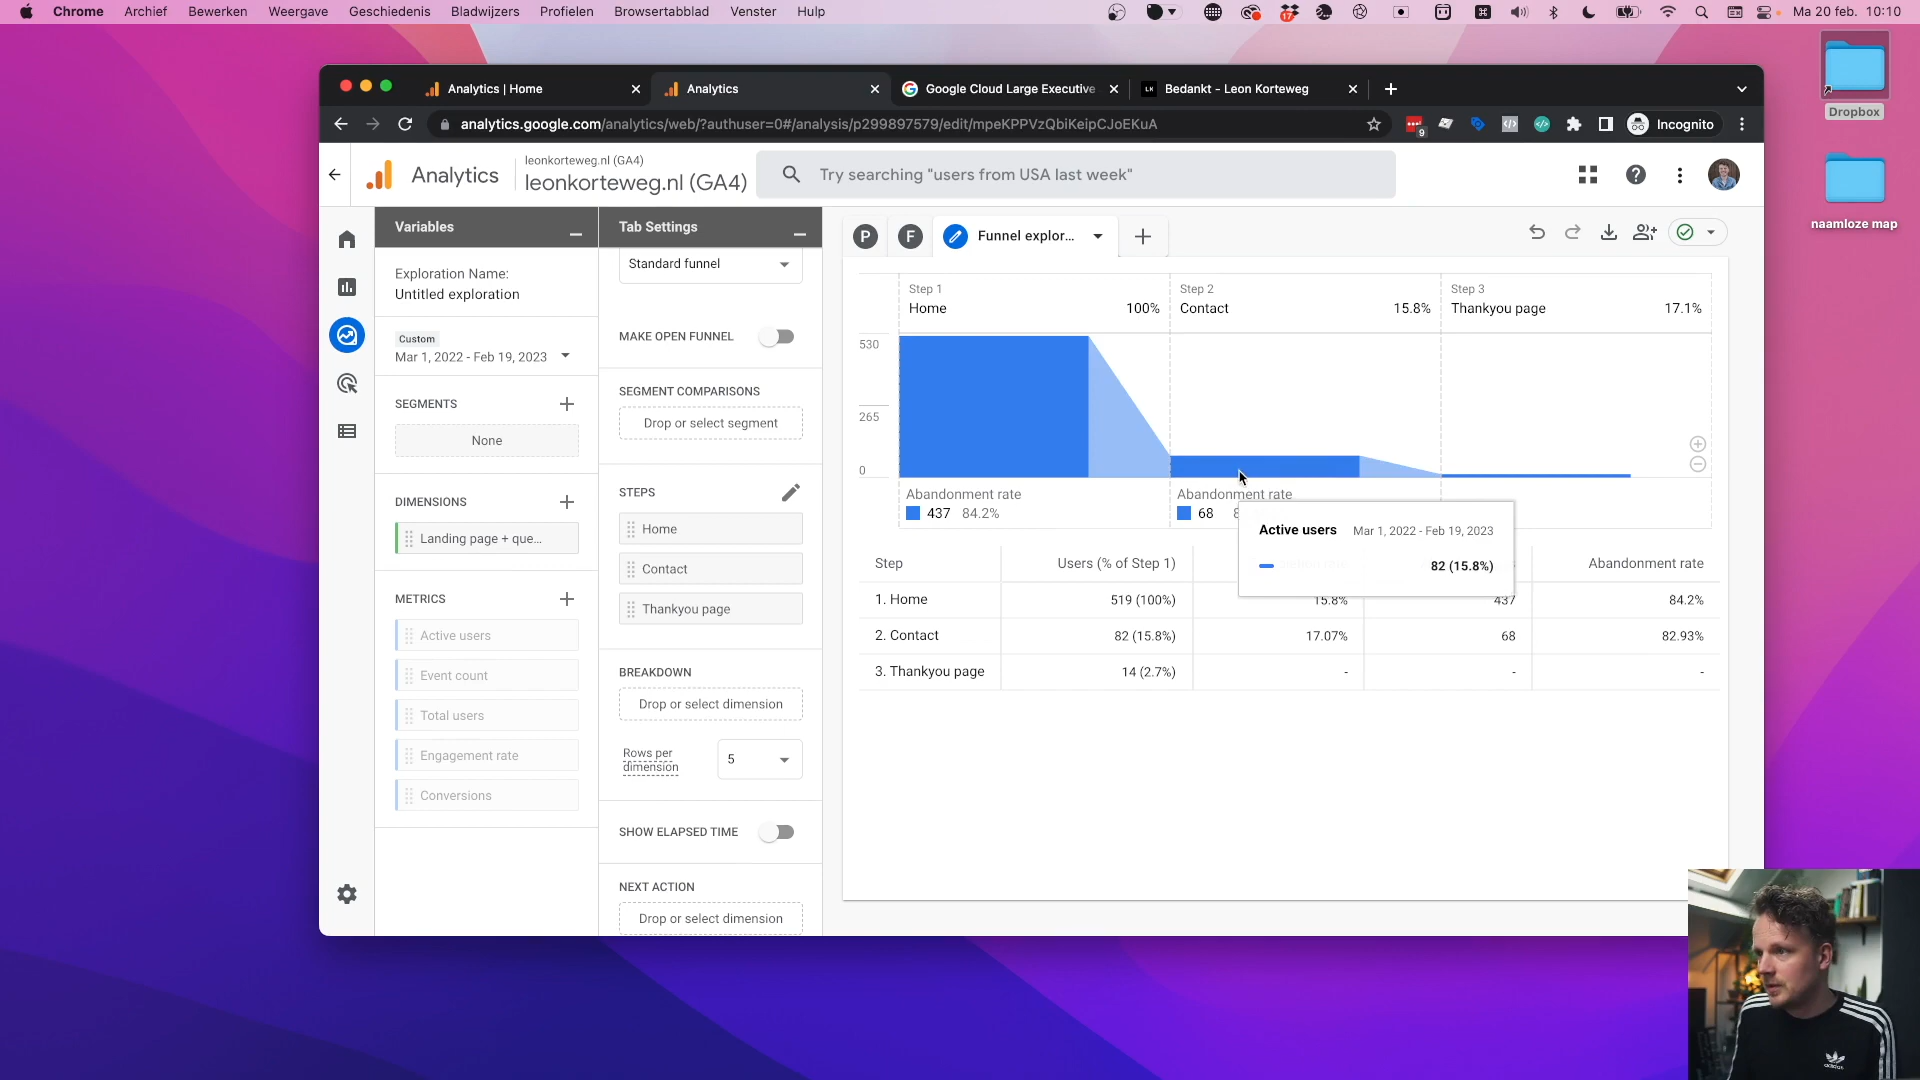 Chrome Archief Bewerken Weergave Geschiedenis Bladwijzers Profielen Browsertabblad Venster Hulp
17
Ma 20 feb. 10:10
Analytics | Home
Analytics
Google Cloud Large Executive
LK Bedankt - Leon Korteweg
analytics.google.com/analytics/web/?authuser=0#/analysis/p299897579/edit/mpeKPPVzQbiKeipCJoEKuA
9
Incognito
Dropbox
naamloze map
Analytics
leonkorteweg.nl (GA4)
leonkorteweg.nl (GA4)
Try searching "users from USA last week"
Variables
Exploration Name:
Untitled exploration
Custom
Mar 1, 2022 - Feb 19, 2023
SEGMENTS
None
DIMENSIONS
Landing page + que...
METRICS
Active users
Event count
Total users
Engagement rate
Conversions
Tab Settings
Standard funnel
MAKE OPEN FUNNEL
SEGMENT COMPARISONS
Drop or select segment
STEPS
Home
Contact
Thankyou page
BREAKDOWN
Drop or select dimension
Rows per
dimension
5
SHOW ELAPSED TIME
NEXT ACTION
Drop or select dimension
P F Funnel explor...
Step 1
Home 100%
Step 2
Contact 15.8%
Step 3
Thankyou page 17.1%
530
265
0
Abandonment rate
437 84.2%
Abandonment rate
68
Active users Mar 1, 2022 - Feb 19, 2023
82 (15.8%)
Step Users (% of Step 1) Abandonment rate
1. Home 519 (100%) 15.8% 437 84.2%
2. Contact 82 (15.8%) 17.07% 68 82.93%
3. Thankyou page 14 (2.7%) - - -